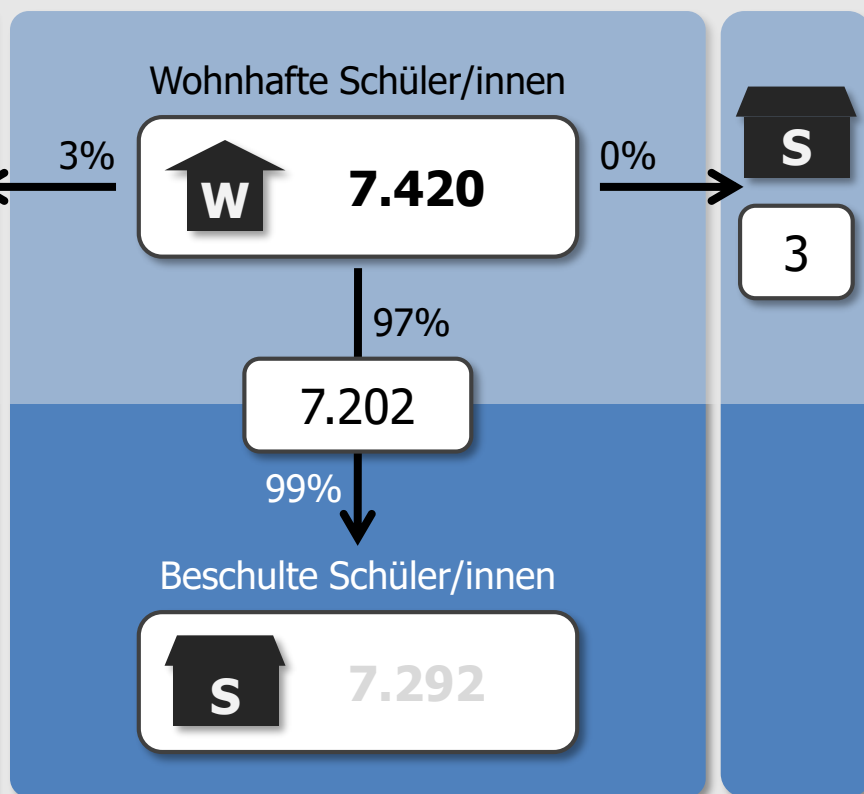 Wohnhafte Schüler/innen
3%
W
7.420
0%
S
3
97%
7.202
99%
Beschulte Schüler/innen
S
7.292